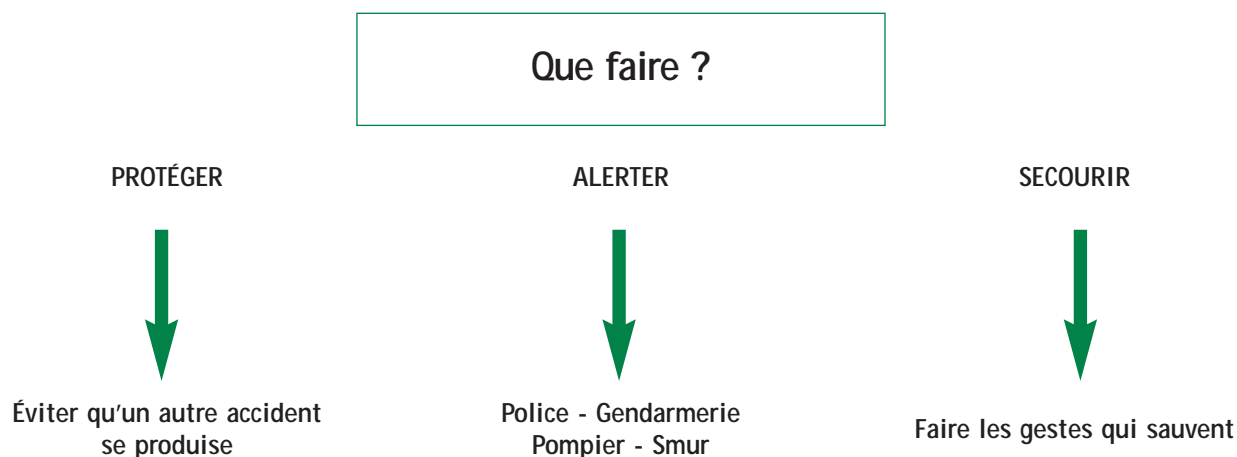 Que faire ?
PROTÉGER
ALERTER
SECOURIR
Éviter qu'un autre accident
se produise
Police - Gendarmerie
Pompier - Smur
Faire les gestes qui sauvent